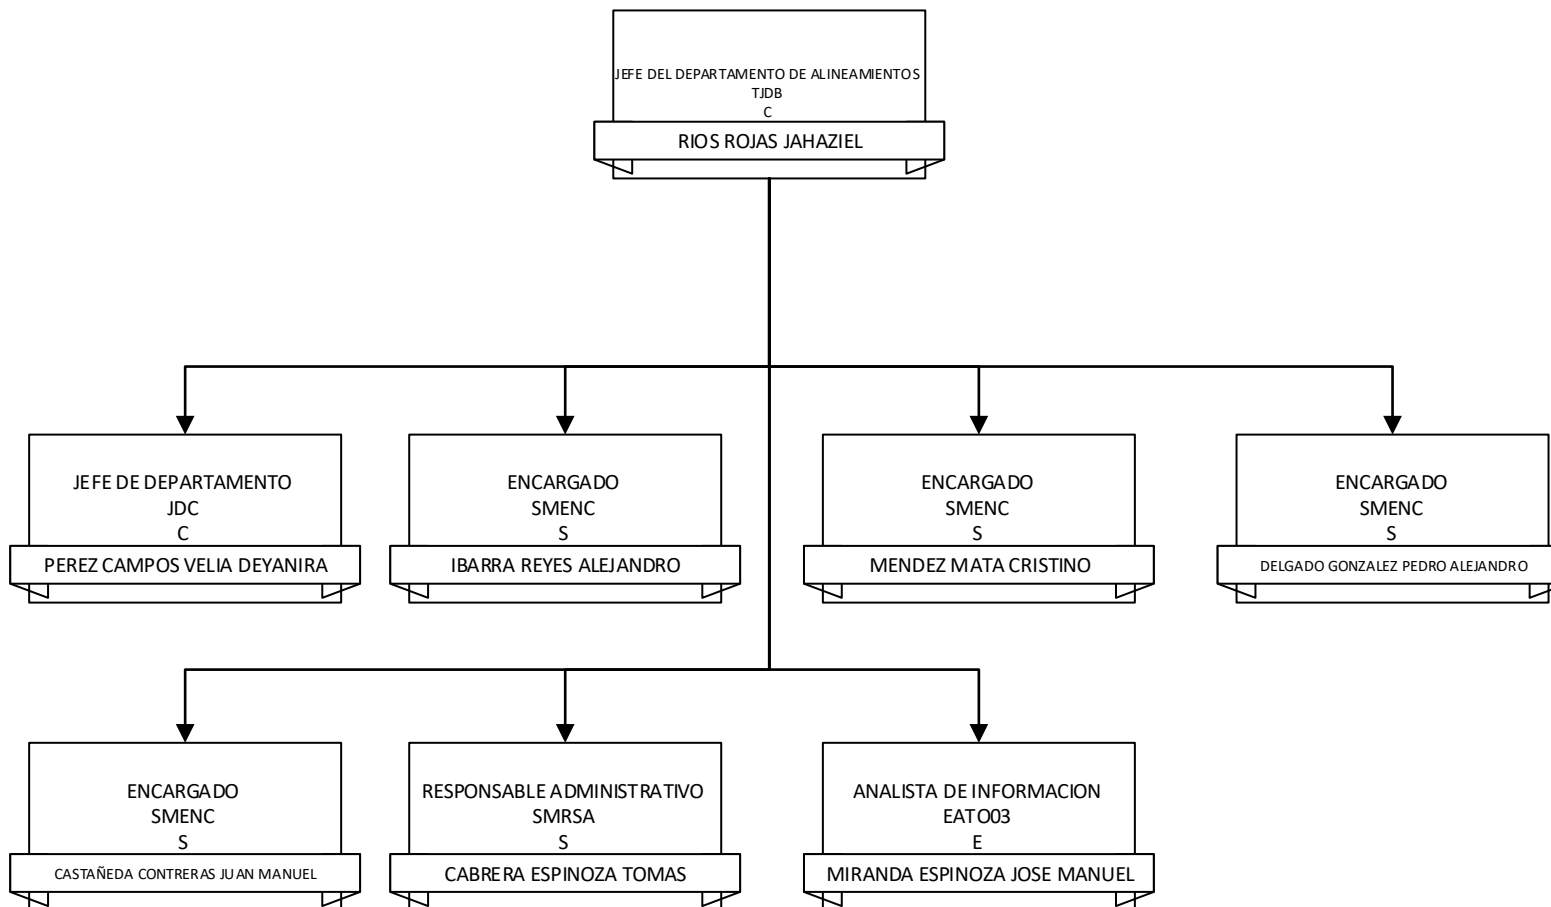 JEFE DEL DEPARTAMENTO DE ALINEAMIENTOS
TJDB
C
RIOS ROJAS JAHAZIEL
JEFE DE DEPARTAMENTO
JDC
C
PEREZ CAMPOS VELIA DEYANIRA
ENCARGADO
SMENC
S
IBARRA REYES ALEJANDRO
ENCARGADO
SMENC
S
MENDEZ MATA CRISTINO
ENCARGADO
SMENC
S
DELGADO GONZALEZ PEDRO ALEJANDRO
ENCARGADO
SMENC
S
CASTAÑEDA CONTRERAS JUAN MANUEL
RESPONSABLE ADMINISTRATIVO
SMRSA
S
CABRERA ESPINOZA TOMAS
ANALISTA DE INFORMACION
EATO03
E
MIRANDA ESPINOZA JOSE MANUEL